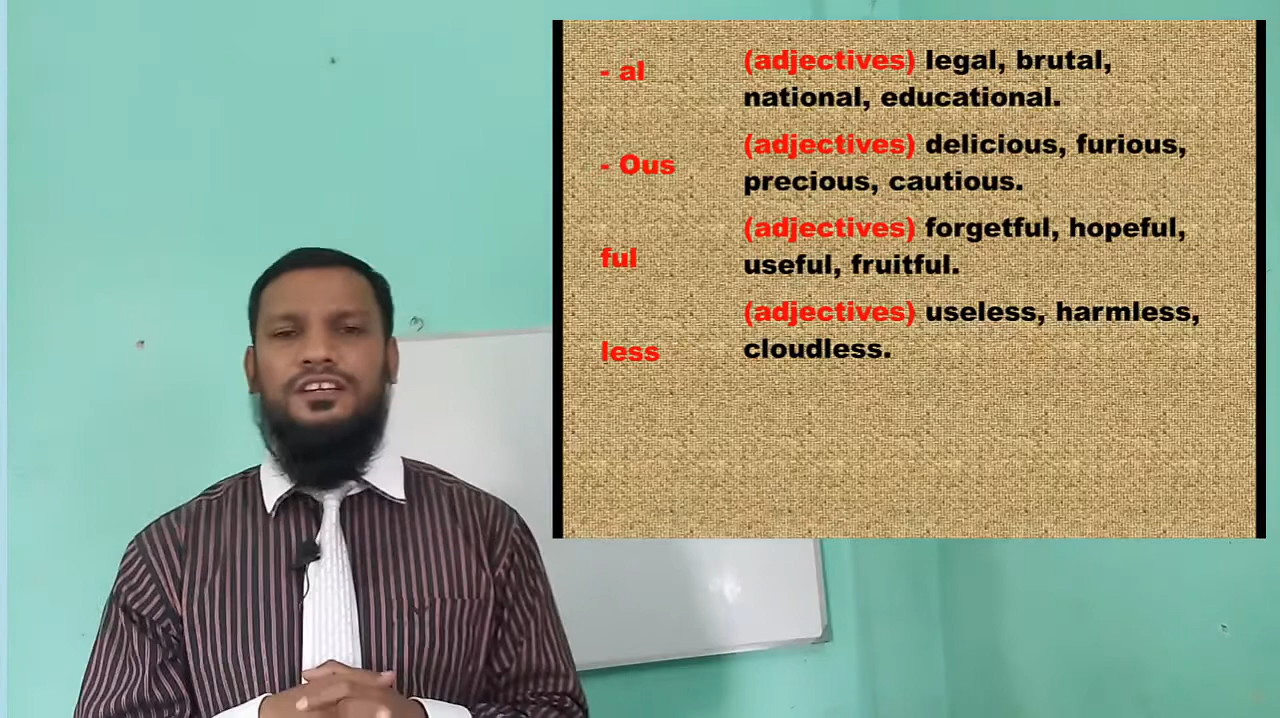 - al
(adjectives) legal, brutal,
national, educational.
- Ous
(adjectives) delicious, furious,
precious, cautious.
ful
(adjectives) forgetful, hopeful,
useful, fruitful.
less
(adjectives) useless, harmless,
cloudless.